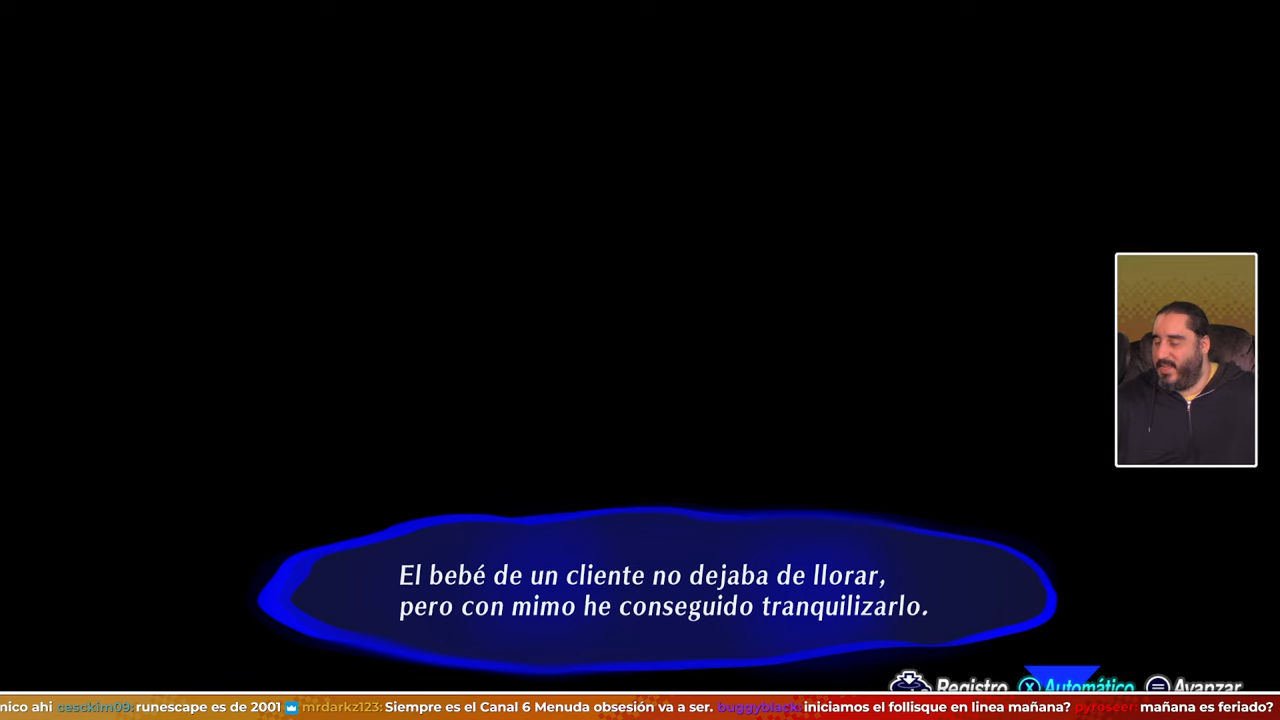 El bebé de un cliente no dejaba de llorar,
pero con mimo he conseguido tranquilizarlo.
Registro X Automático Avanzar
nico ahi cesckim09: runescape es de 2001 mrdarkz123: Siempre es el Canal 6 Menuda obsesión va a ser. buggyblack: iniciamos el follisque en linea mañana? pyroseer: mañana es feriado?